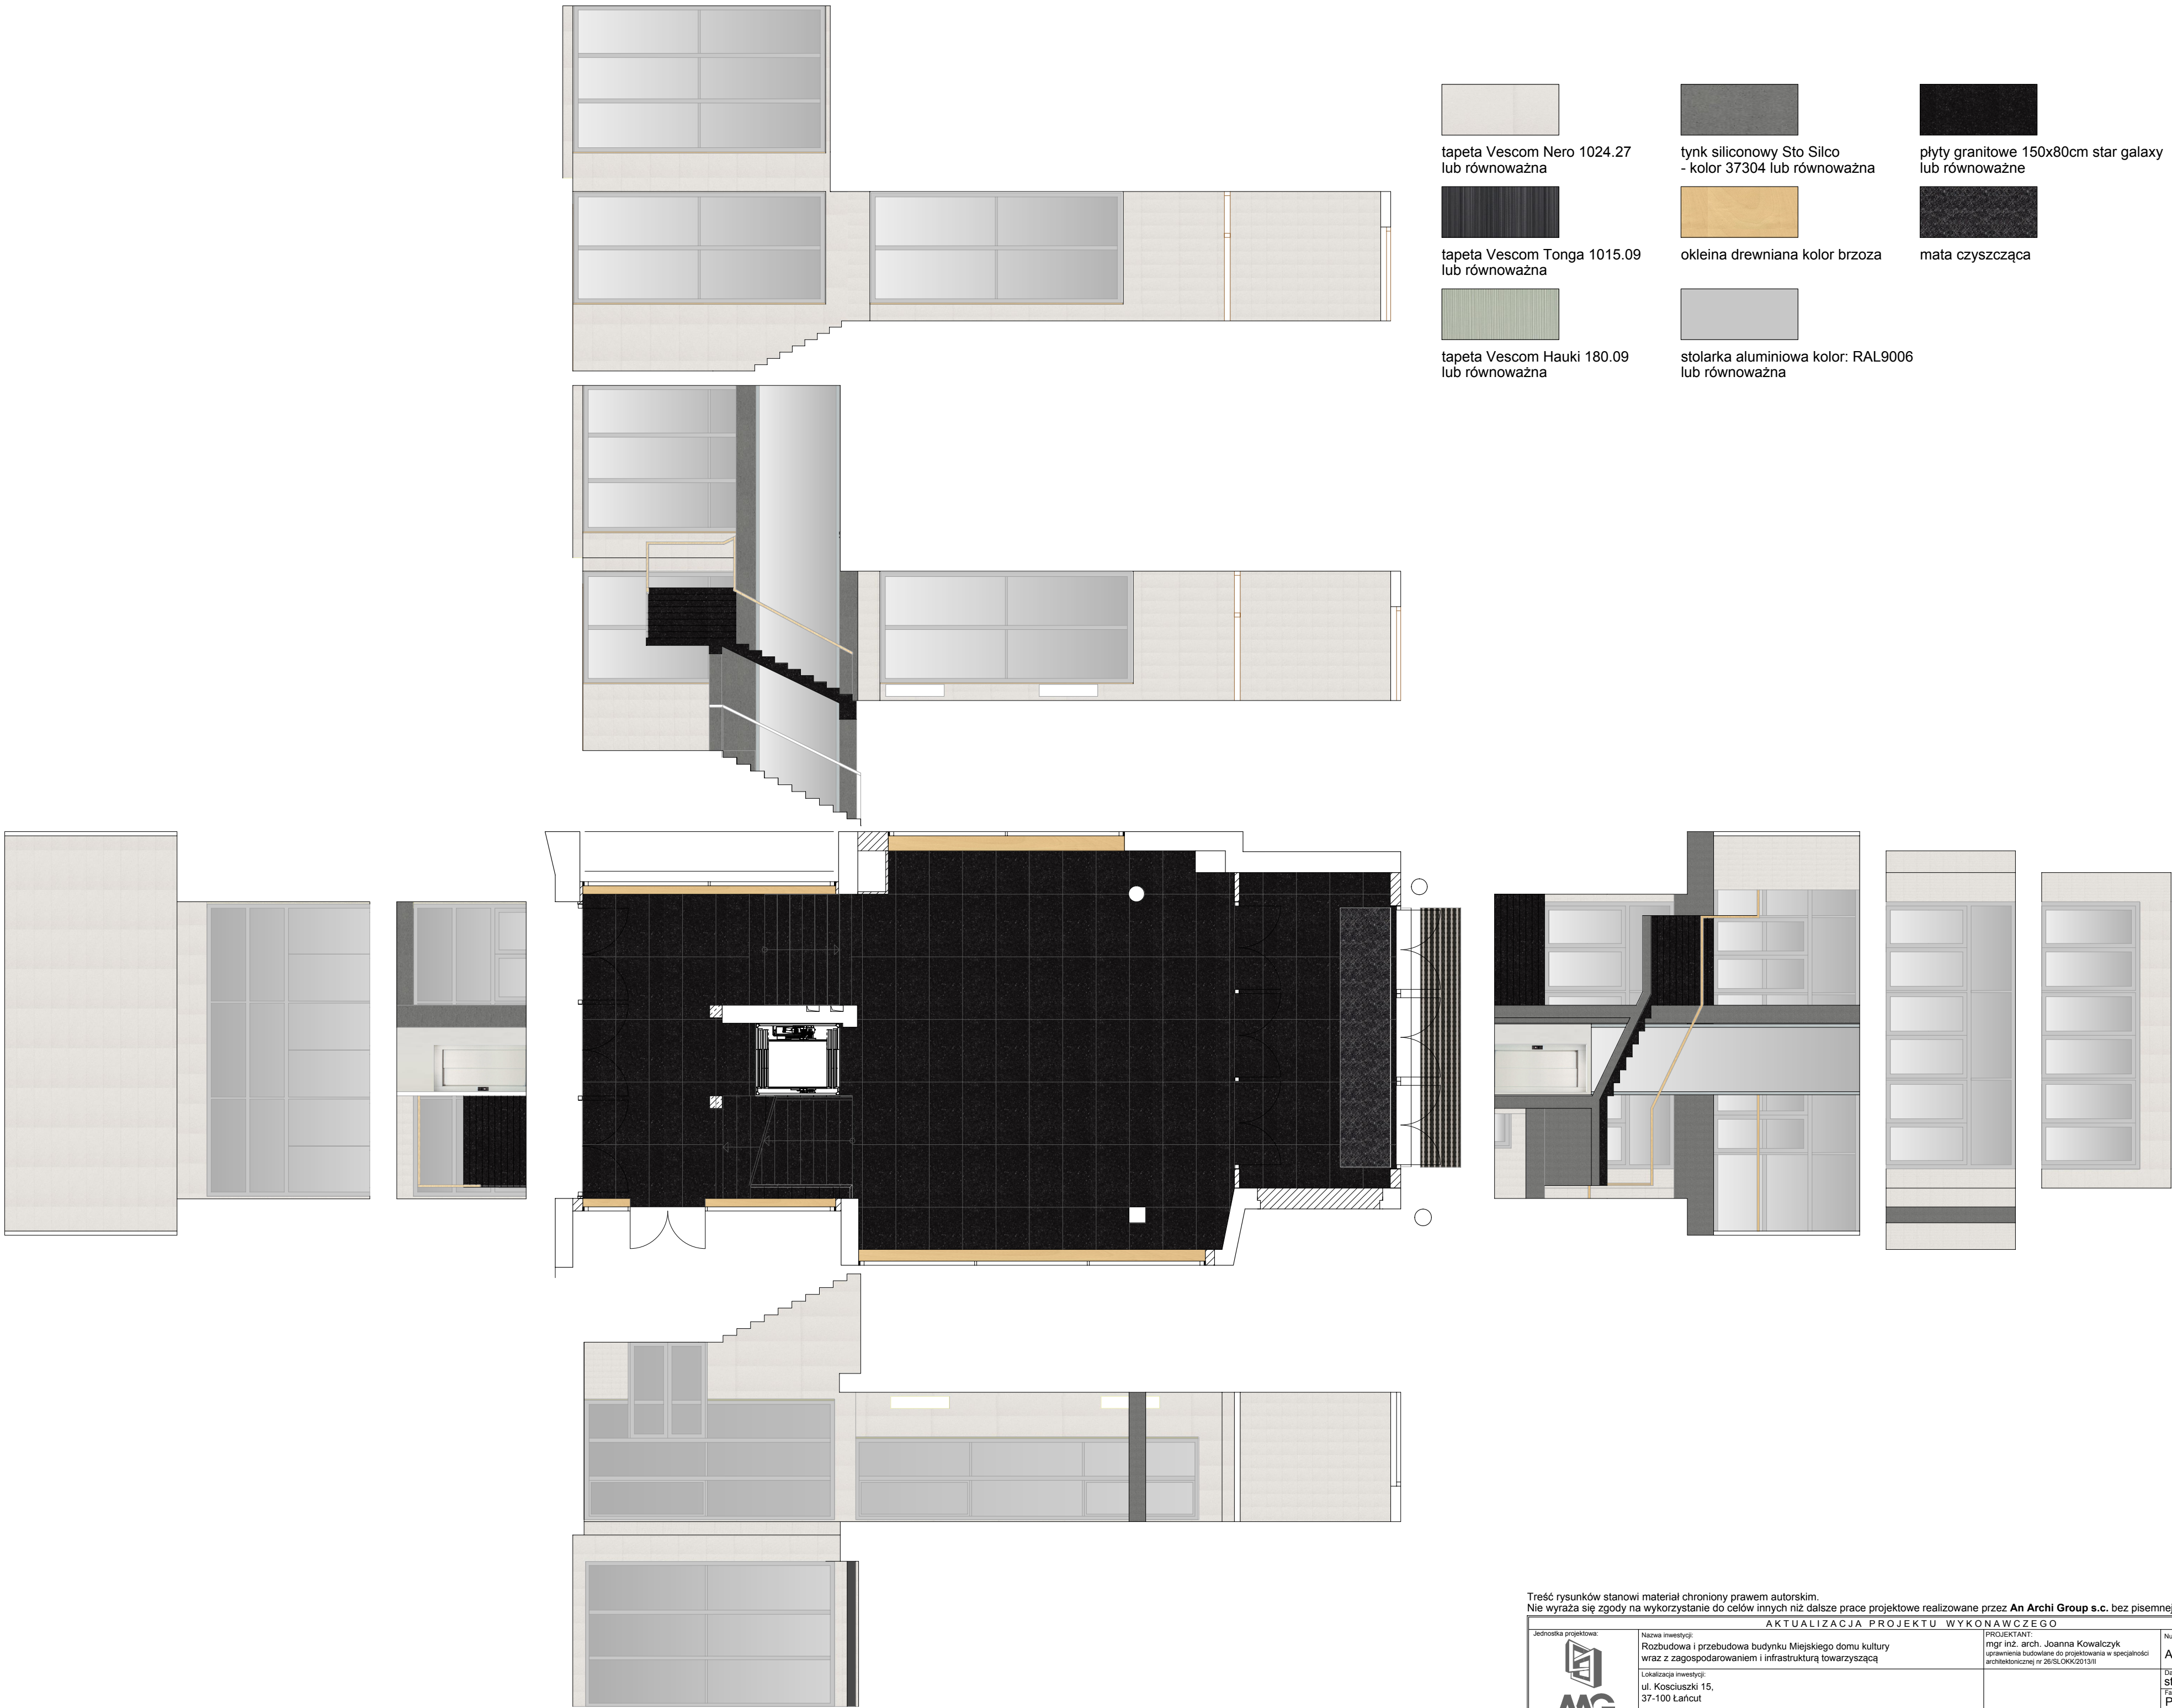 tapeta Vescom Nero 1024.27
lub równoważna
tynk siliconowy Sto Silco
- kolor 37304 lub równoważna
płyty granitowe 150x80cm star galaxy
lub równoważne
tapeta Vescom Tonga 1015.09
lub równoważna
okleina drewniana kolor brzoza
mata czyszcząca
tapeta Vescom Hauki 180.09
lub równoważna
stolarka aluminiowa kolor: RAL9006
lub równoważna
Treść rysunków stanowi materiał chroniony prawem autorskim.
Nie wyraża się zgody na wykorzystanie do celów innych niż dalsze prace projektowe realizowane przez An Archi Group s.c. bez pisemnej
AKTUALIZACJA PROJEKTU WYKONAWCZEGO
Jednostka projektowa:
Nazwa inwestycji:
Rozbudowa i przebudowa budynku Miejskiego domu kultury
wraz z zagospodarowaniem i infrastrukturą towarzyszącą
Lokalizacja inwestycji:
ul. Kosciuszki 15,
37-100 Łańcut
PROJEKTANT:
mgr inż. arch. Joanna Kowalczyk
uprawnienia budowlane do projektowania w specjalności
architektonicznej nr 26/SLOKK/2013/II